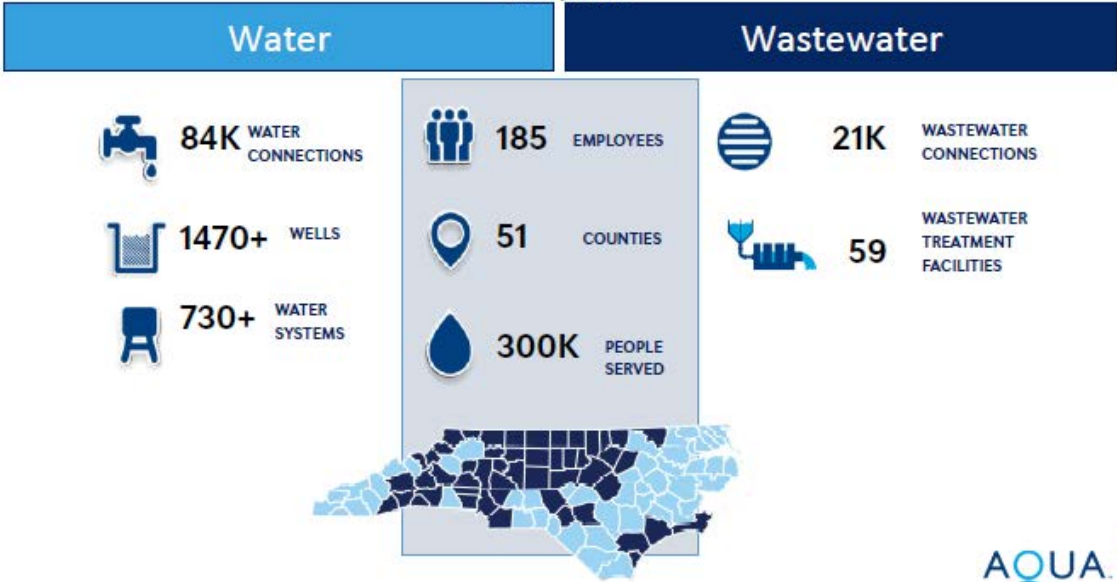 Water
Wastewater
84K WATER
CONNECTIONS
1470+ WELLS
730+ WATER
SYSTEMS
185 EMPLOYEES
51 COUNTIES
300K PEOPLE
SERVED
21K WASTEWATER
CONNECTIONS
59 WASTEWATER
TREATMENT
FACILITIES
AQUA